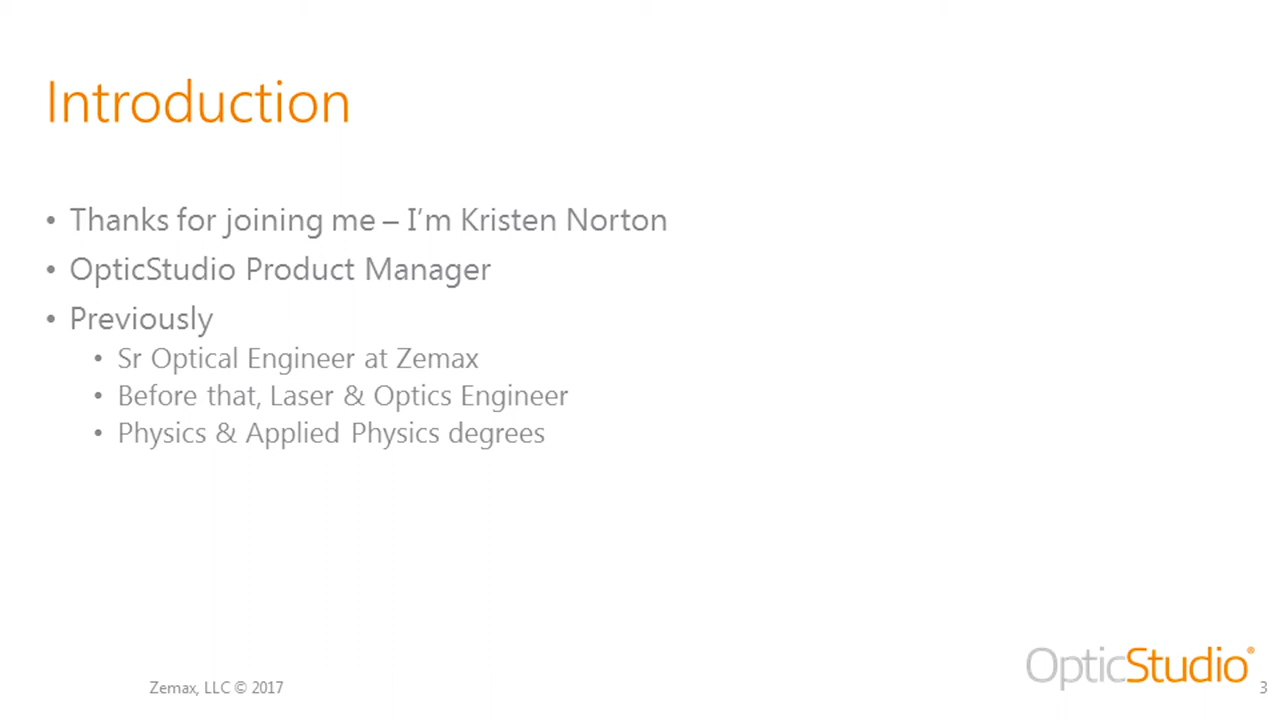 Introduction
• Thanks for joining me – I’m Kristen Norton
• OpticStudio Product Manager
• Previously
• Sr Optical Engineer at Zemax
• Before that, Laser & Optics Engineer
• Physics & Applied Physics degrees
OpticStudio
Zemax, LLC © 2017
3